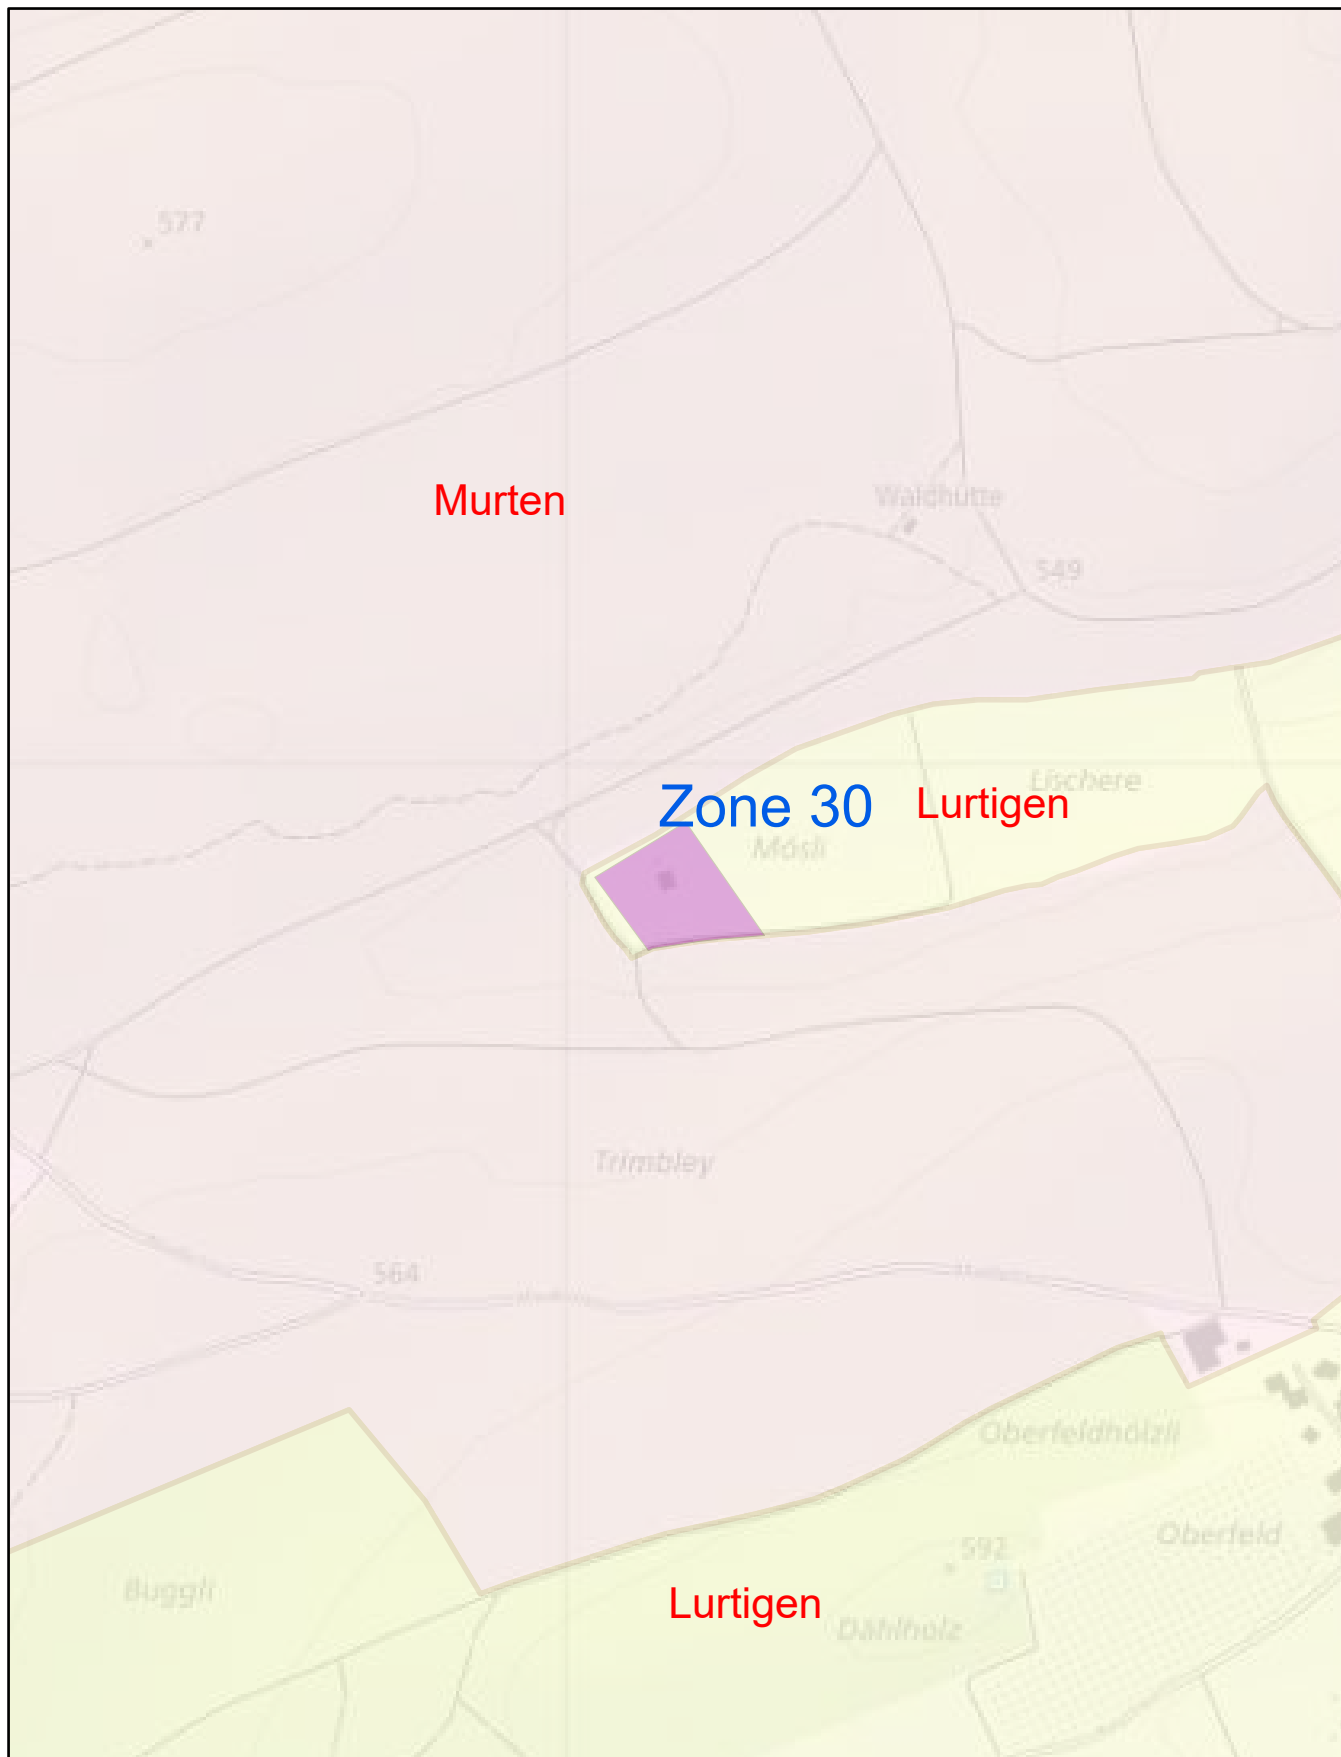 577
Murten
Waldhütte
549
Lischere
Zone 30
Lurtigen
Mösli
Trimbley
564
Oberfeldhölzli
Oberfeld
592
Buggli
Lurtigen
Dählholz